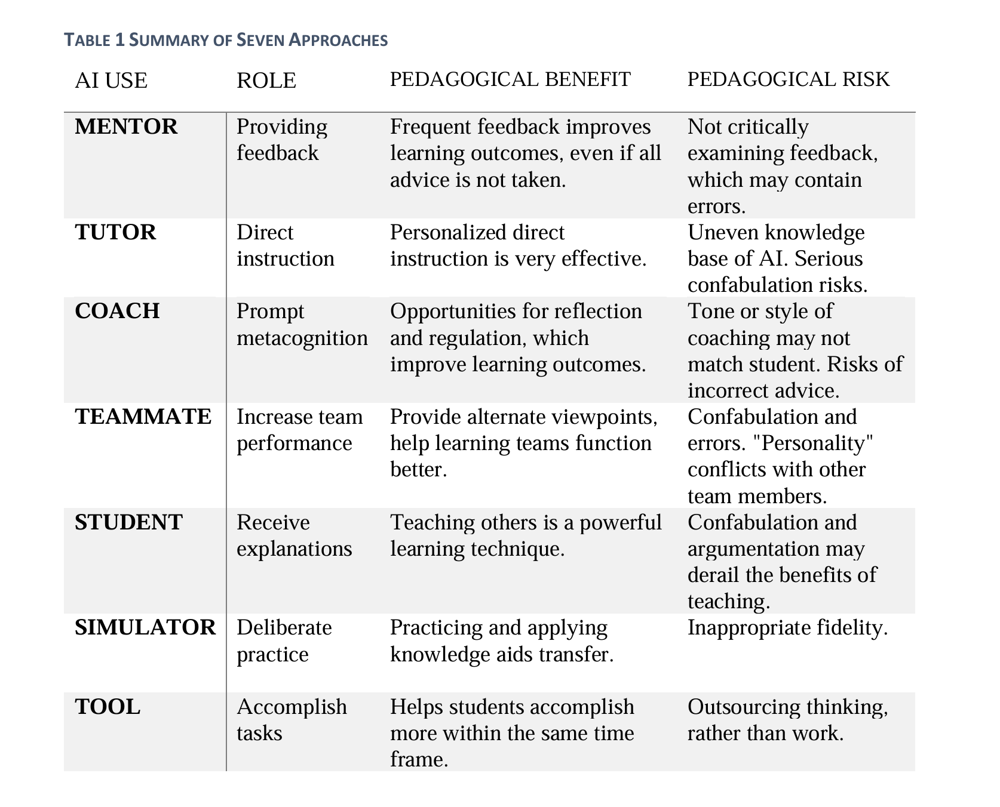 TABLE 1 SUMMARY OF SEVEN APPROACHES
AI USE ROLE PEDAGOGICAL BENEFIT PEDAGOGICAL RISK
MENTOR Providing Frequent feedback improves Not critically
feedback learning outcomes, even if all examining feedback,
advice is not taken. which may contain
errors.
TUTOR Direct Personalized direct Uneven knowledge
instruction instruction is very effective. base of AI. Serious
confabulation risks.
COACH Prompt Opportunities for reflection Tone or style of
metacognition and regulation, which coaching may not
improve learning outcomes. match student. Risks of
incorrect advice.
TEAMMATE Increase team Provide alternate viewpoints, Confabulation and
performance help learning teams function errors. "Personality"
better. conflicts with other
team members.
STUDENT Receive Teaching others is a powerful Confabulation and
explanations learning technique. argumentation may
derail the benefits of
teaching.
SIMULATOR Deliberate Practicing and applying Inappropriate fidelity.
practice knowledge aids transfer.
TOOL Accomplish Helps students accomplish Outsourcing thinking,
tasks more within the same time rather than work.
frame.